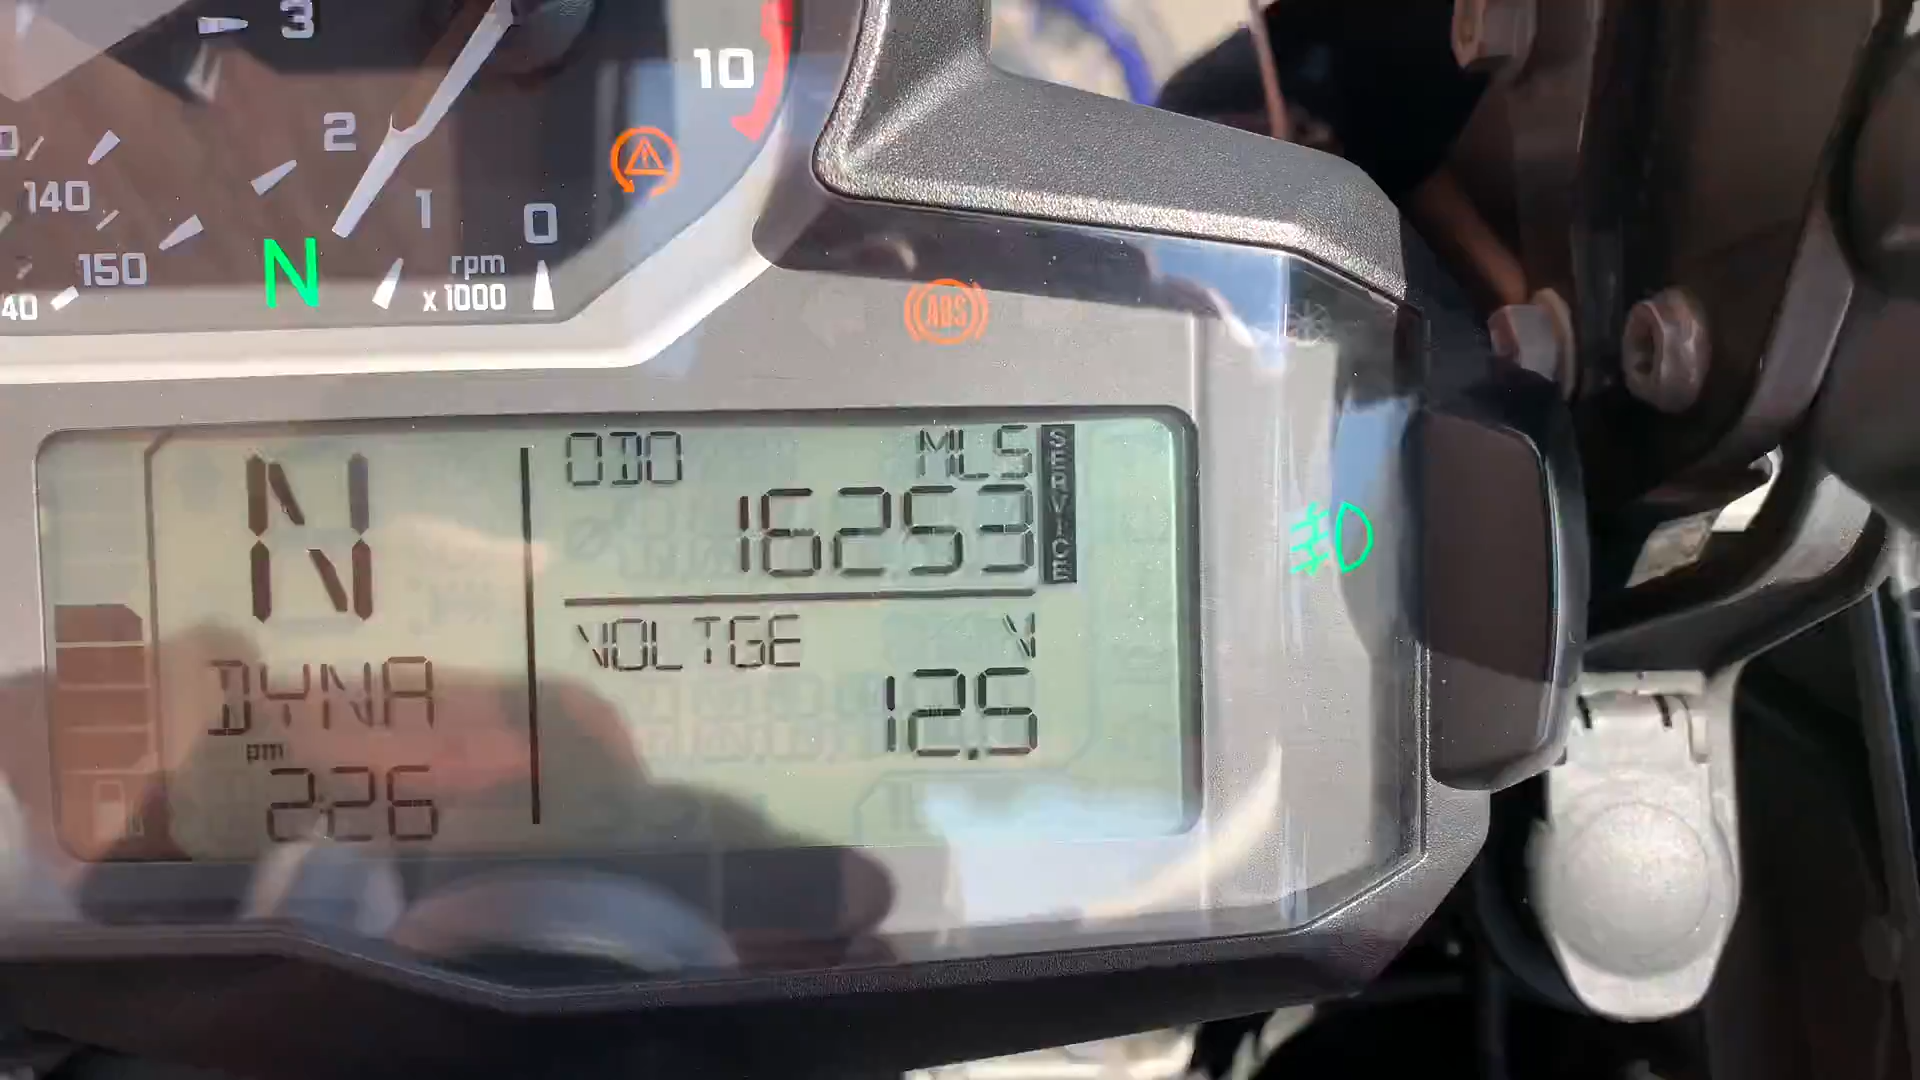 3
10
2
140
1
0
150
N
rpm
40
x 1000
ABS
N
ODO
MLS
SERVICE
16253
VOLTGE
V
DYNA
12.5
pm
2:26